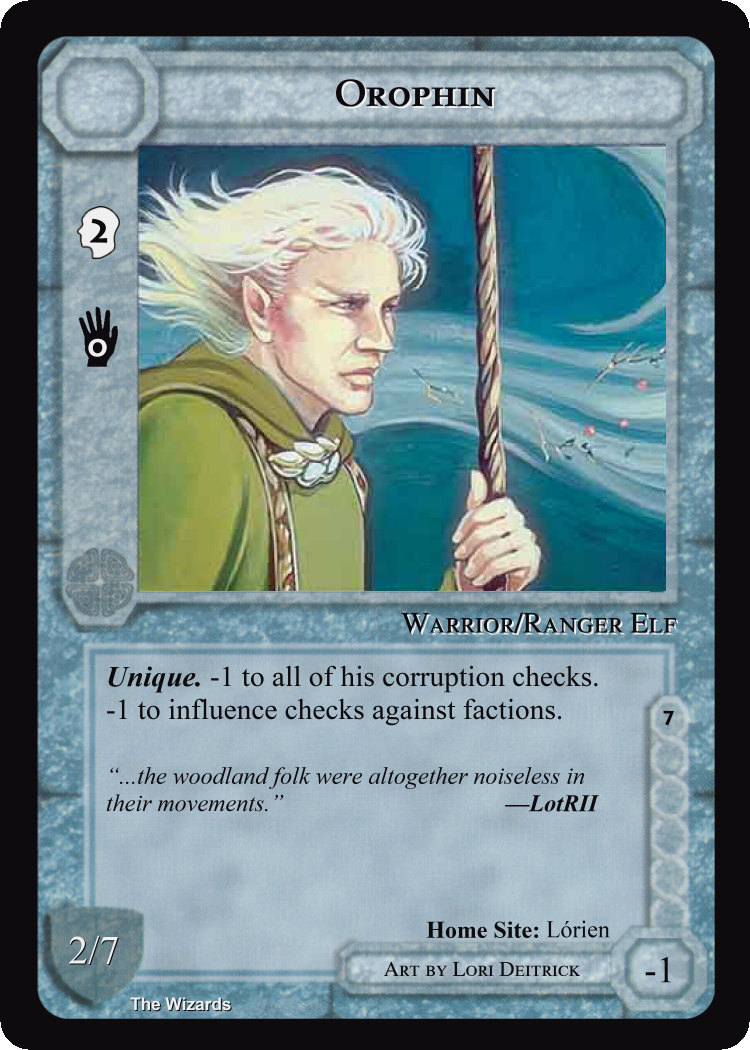 Orophin
2
0
Warrior/Ranger Elf
Unique. -1 to all of his corruption checks.
-1 to influence checks against factions.
7
“...the woodland folk were altogether noiseless in
their movements.” —LotRII
Home Site: Lórien
2/7
Art by Lori Deitrick
-1
The Wizards